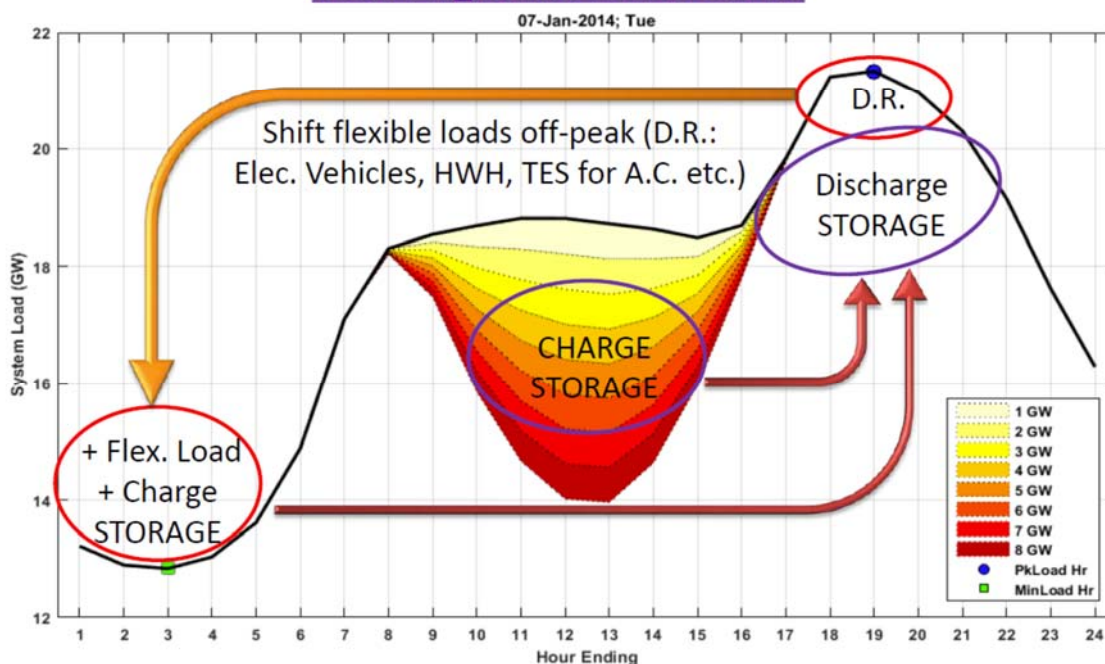 07-Jan-2014; Tue
22
20
18
16
14
12
System Load (GW)
D.R.
Shift flexible loads off-peak (D.R.:
Elec. Vehicles, HWH, TES for A.C. etc.)
Discharge
STORAGE
CHARGE
STORAGE
+ Flex. Load
+ Charge
STORAGE
1 GW
2 GW
3 GW
4 GW
5 GW
6 GW
7 GW
8 GW
PkLoad Hr
MinLoad Hr
1 2 3 4 5 6 7 8 9 10 11 12 13 14 15 16 17 18 19 20 21 22 23 24
Hour Ending